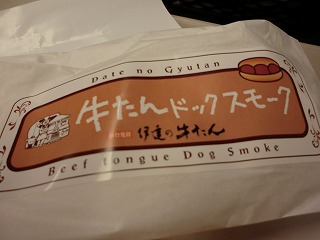 Date no Gyutan
牛たんドックスモーク
伊達の牛たん
Beef tongue Dog Smoke